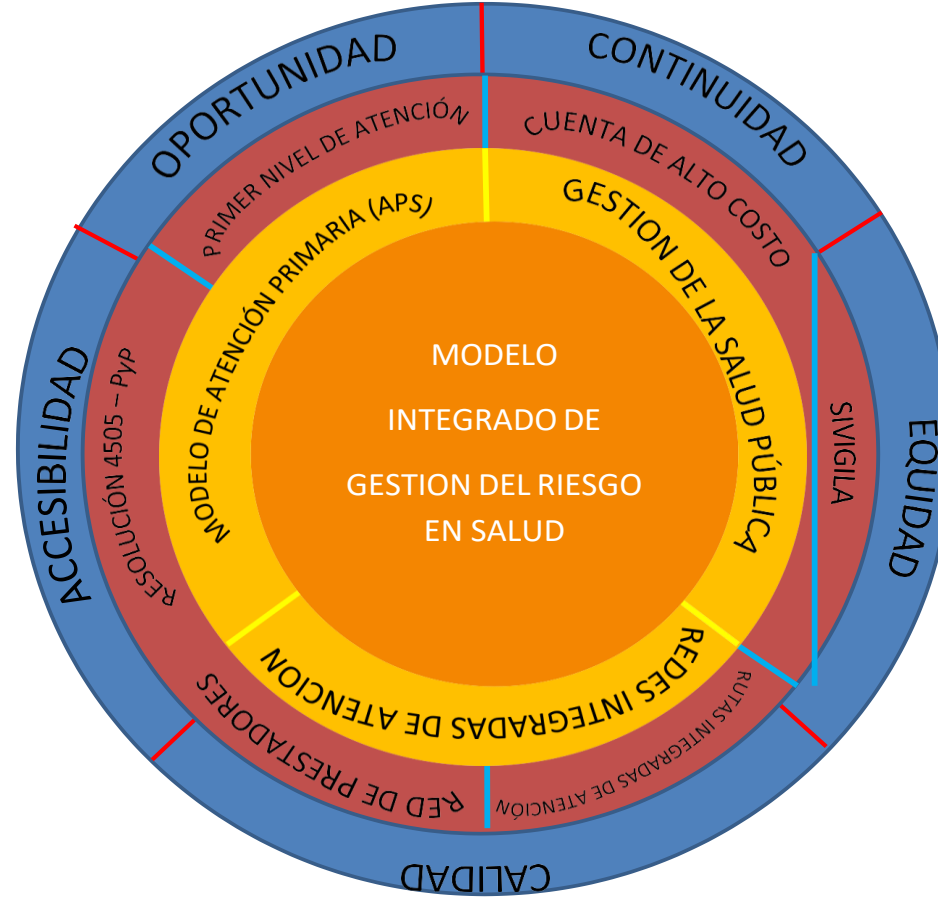 OPORTUNIDAD
CONTINUIDAD
EQUIDAD
CALIDAD
ACCESIBILIDAD
PRIMER NIVEL DE ATENCIÓN
CUENTA DE ALTO COSTO
SIVIGILA
RUTAS INTEGRADAS DE ATENCIÓN
RED DE PRESTADORES
RESOLUCIÓN 4505 – PyP
MODELO DE ATENCIÓN PRIMARIA (APS)
GESTION DE LA SALUD PÚBLICA
REDES INTEGRADAS DE ATENCION
MODELO
INTEGRADO DE
GESTION DEL RIESGO
EN SALUD